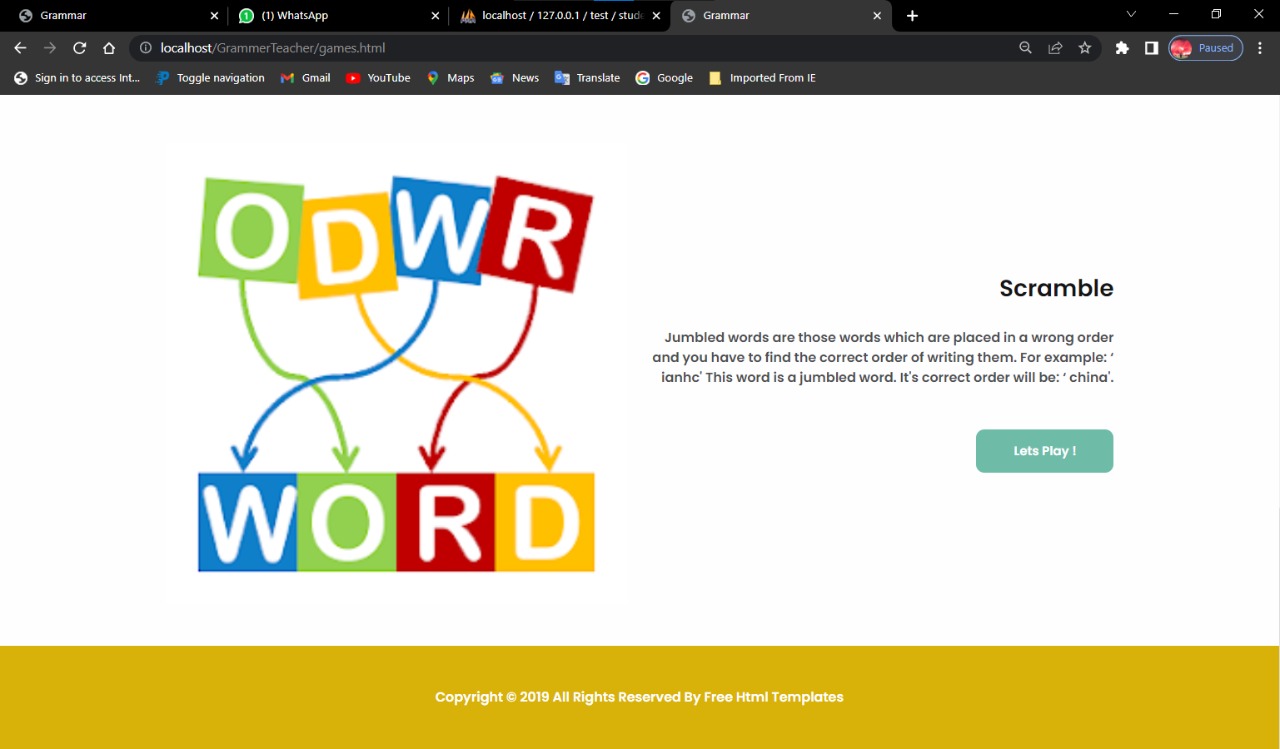 Grammar
(1) WhatsApp
localhost / 127.0.0.1 / test / stud
Grammar
localhost/GrammerTeacher/games.html
Paused
Sign in to access Int...
Toggle navigation
Gmail
YouTube
Maps
News
Translate
Google
Imported From IE
O D W R
W O R D
Scramble
Jumbled words are those words which are placed in a wrong order
and you have to find the correct order of writing them. For example: ‘
ianhc' This word is a jumbled word. It's correct order will be: ‘ china'.
Lets Play !
Copyright © 2019 All Rights Reserved By Free Html Templates